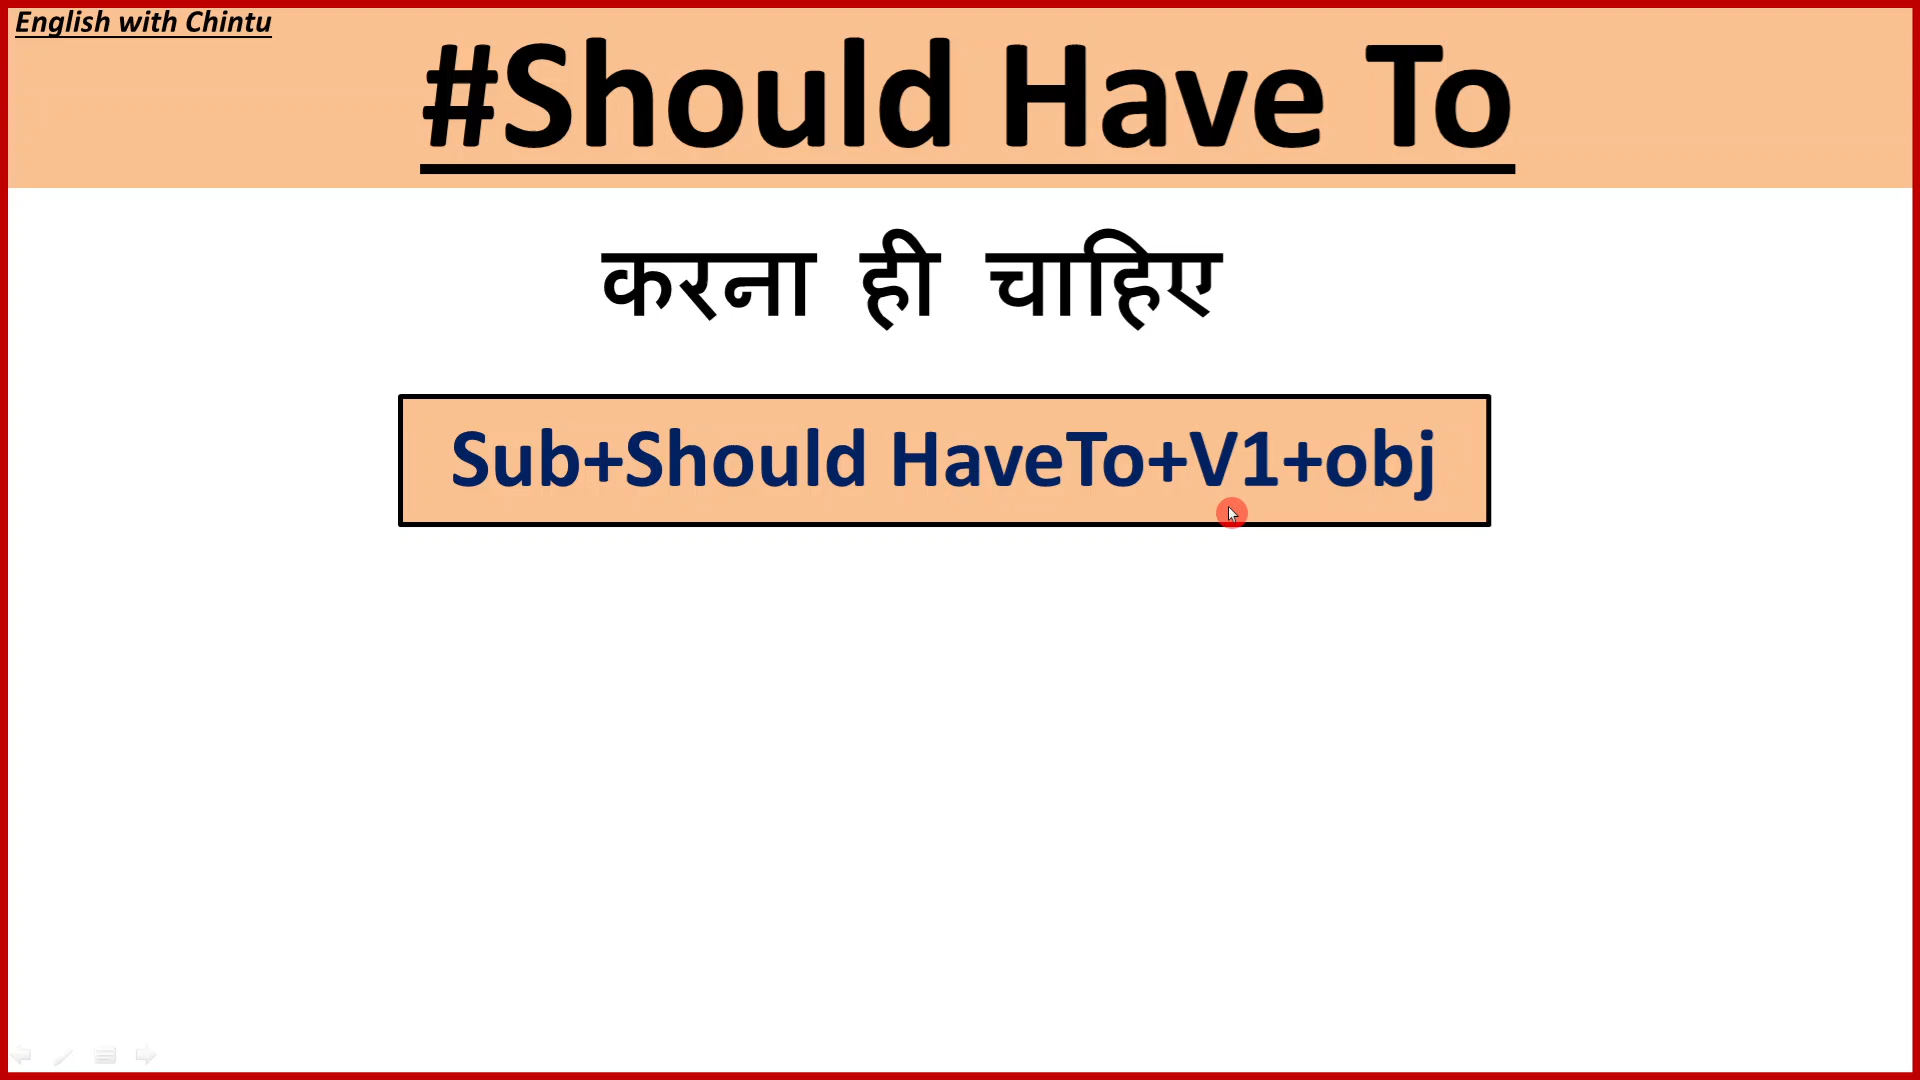 English with Chintu
#Should Have To
करना ही चाहिए
Sub+Should HaveTo+V1+obj